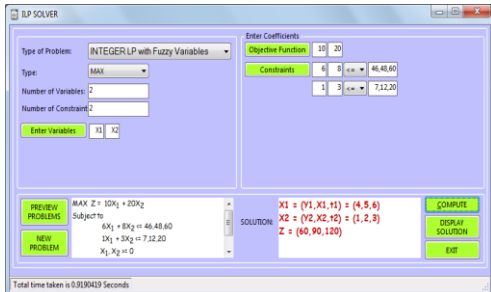 ILP SOLVER
Type of Problem: INTEGER LP with Fuzzy Variables
Type: MAX
Number of Variables: 2
Number of Constraint 2
Enter Variables X1 X2
Enter Coefficients
Objective Function 10 20
Constraints 6 8 <= 46,48,60
1 3 <= 7,12,20
PREVIEW PROBLEMS
NEW PROBLEM
MAX Z = 10X1 + 20X2
Subject to
6X1 + 8X2 <= 46,48,60
1X1 + 3X2 <= 7,12,20
X1, X2 >= 0
SOLUTION:
X1 = (Y1,X1,t1) = (4,5,6)
X2 = (Y2,X2,t2) = (1,2,3)
Z = (60,90,120)
COMPUTE
DISPLAY SOLUTION
EXIT
Total time taken is 0.9190419 Seconds